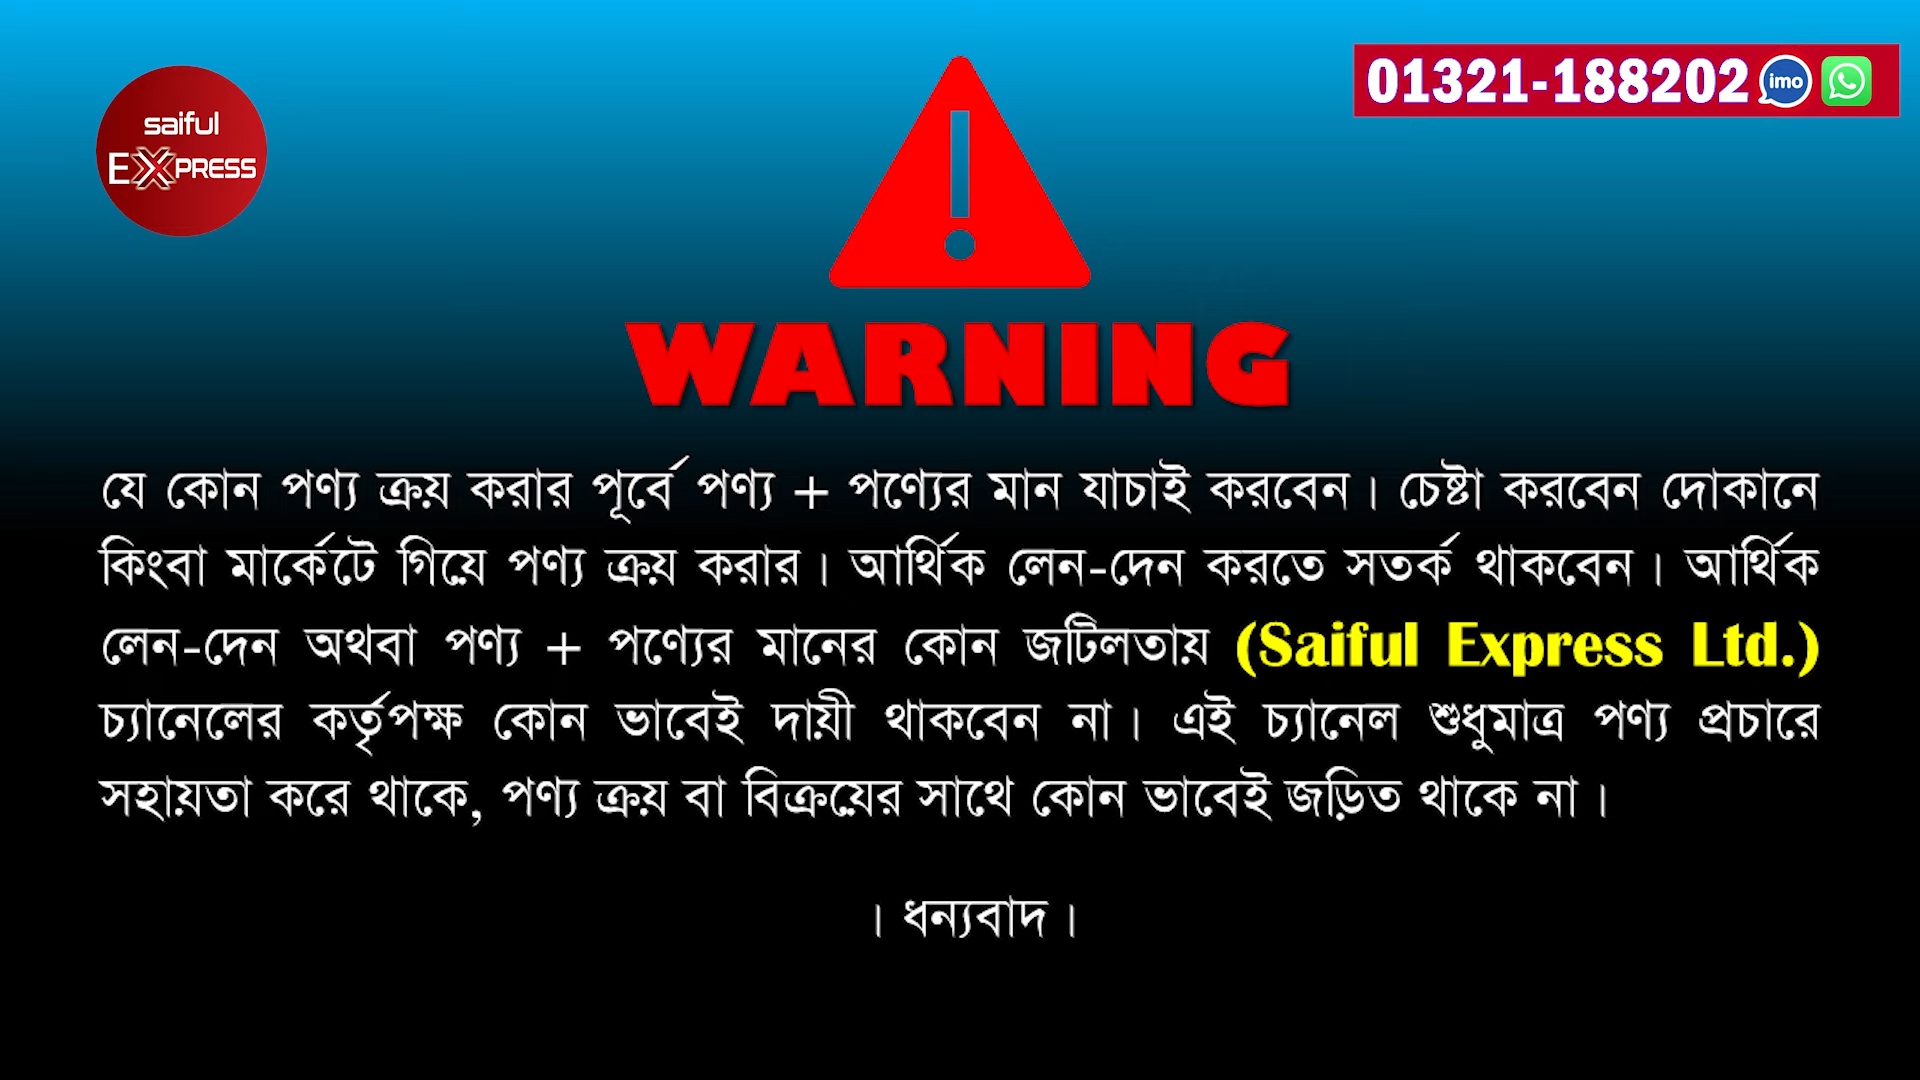 saiful
EXPRESS
01321-188202
imo
WARNING
যে কোন পণ্য ক্রয় করার পূর্বে পণ্য + পণ্যের মান যাচাই করবেন। চেষ্টা করবেন দোকানে
কিংবা মার্কেটে গিয়ে পণ্য ক্রয় করার। আর্থিক লেন-দেন করতে সতর্ক থাকবেন। আর্থিক
লেন-দেন অথবা পণ্য + পণ্যের মানের কোন জটিলতায় (Saiful Express Ltd.)
চ্যানেলের কর্তৃপক্ষ কোন ভাবেই দায়ী থাকবেন না। এই চ্যানেল শুধুমাত্র পণ্য প্রচারে
সহায়তা করে থাকে, পণ্য ক্রয় বা বিক্রয়ের সাথে কোন ভাবেই জড়িত থাকে না।
। ধন্যবাদ।